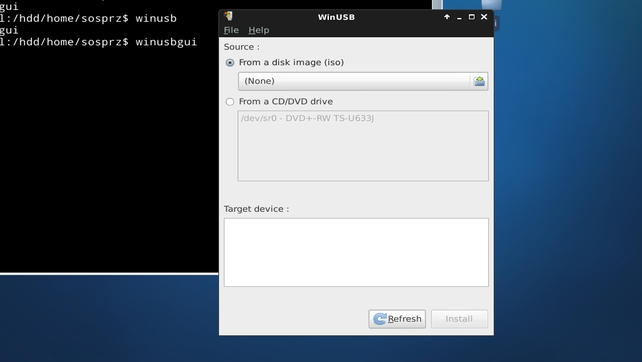 gui
l:/hdd/home/sosprz$ winusb
gui
l:/hdd/home/sosprz$ winusbgui
WinUSB
File Help
Source :
From a disk image (iso)
(None)
From a CD/DVD drive
/dev/sr0 - DVD+-RW TS-U633J
Target device :
Refresh Install